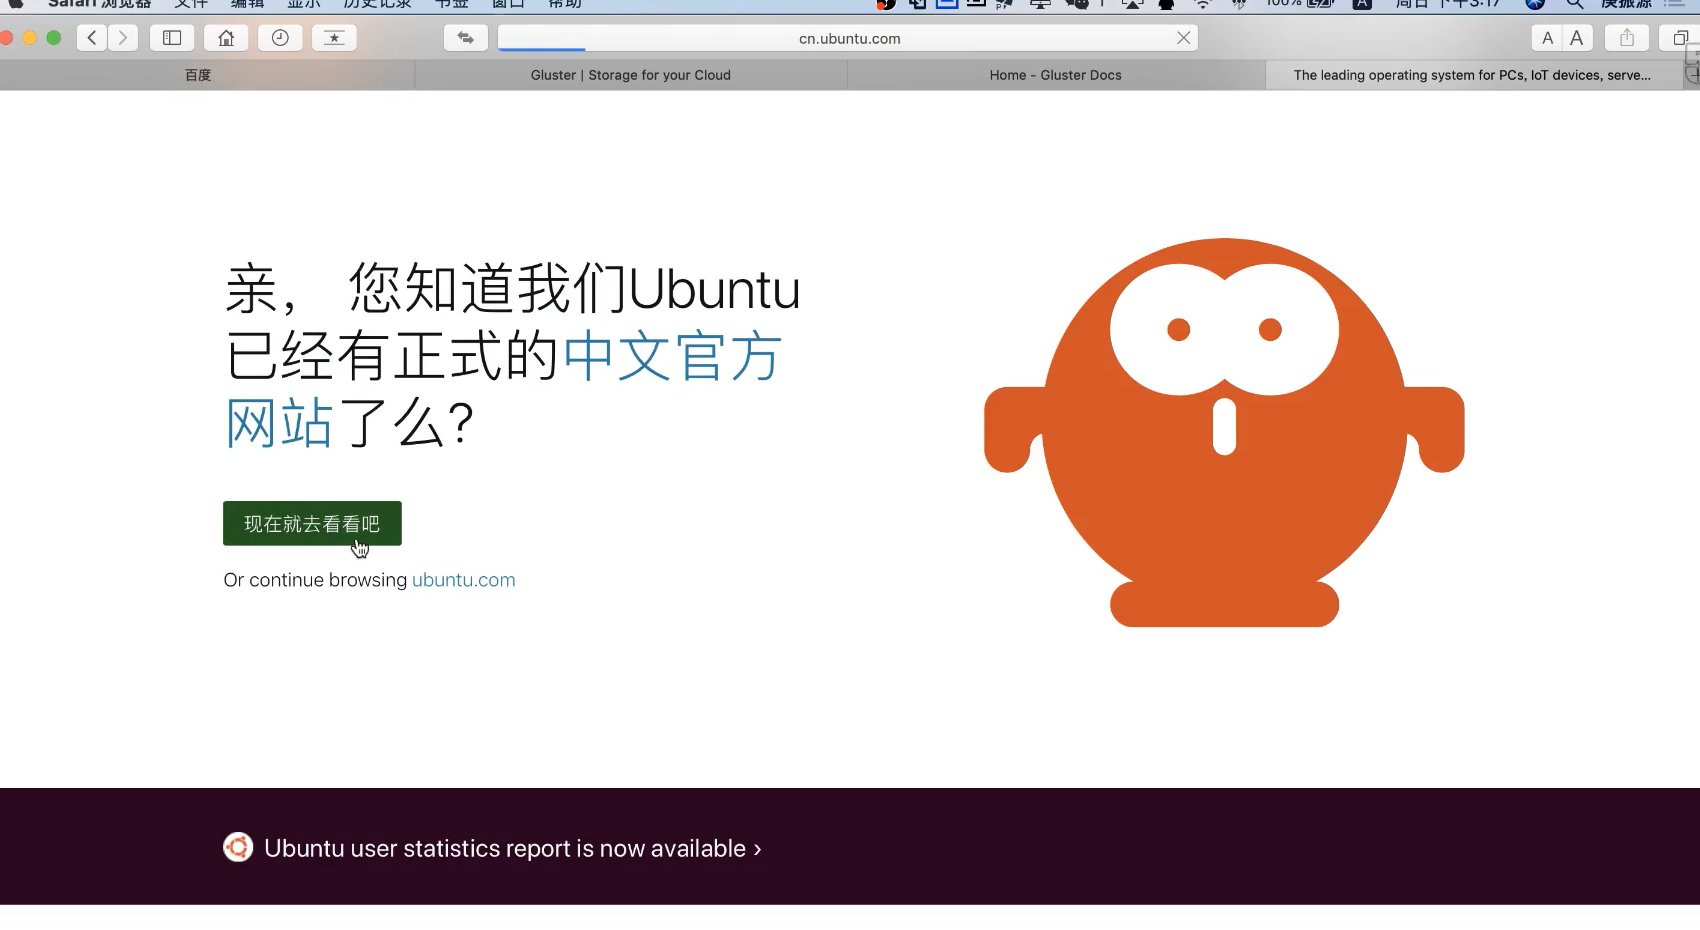 Safari 浏览器 文件 编辑 显示 历史记录 书签 窗口 帮助 100% A 周日 下午3:17
A A
cn.ubuntu.com
百度
Gluster | Storage for your Cloud
Home - Gluster Docs
The leading operating system for PCs, IoT devices, serve...
亲， 您知道我们Ubuntu
已经有正式的中文官方
网站了么？
现在就去看看吧
Or continue browsing ubuntu.com
Ubuntu user statistics report is now available ›